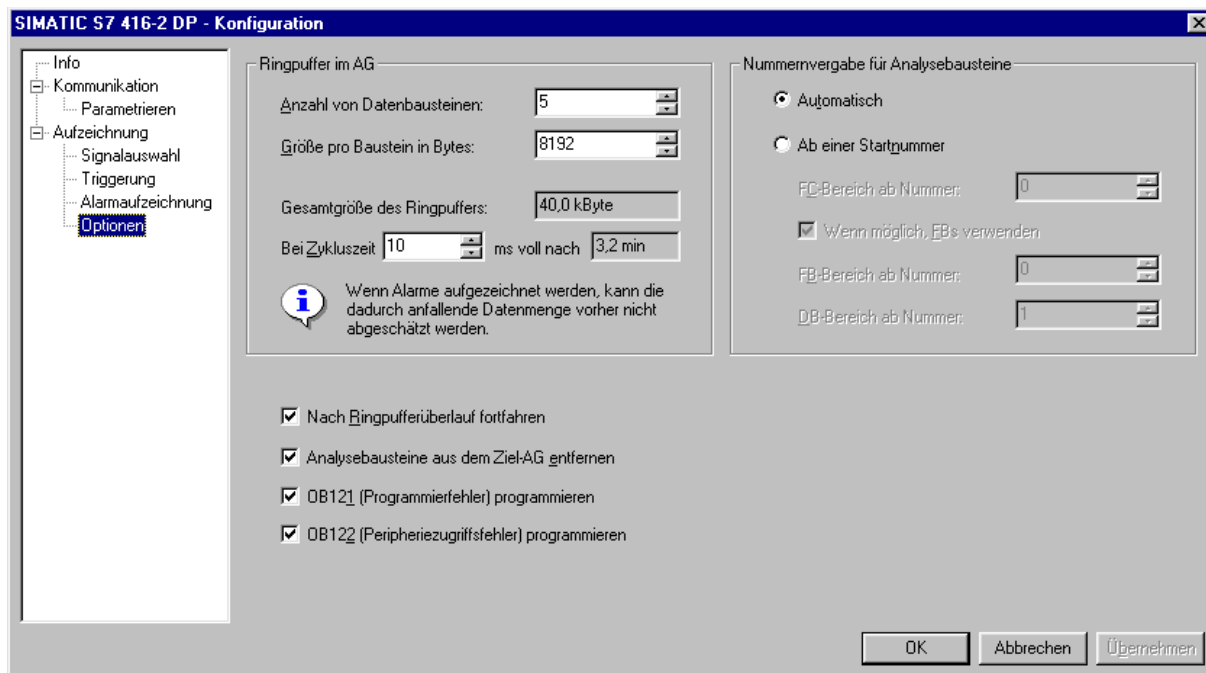 SIMATIC S7 416-2 DP - Konfiguration
Info
Kommunikation
Parametrieren
Aufzeichnung
Signalauswahl
Triggerung
Alarmaufzeichnung
Optionen
Ringpuffer im AG
Anzahl von Datenbausteinen: 5
Größe pro Baustein in Bytes: 8192
Gesamtgröße des Ringpuffers: 40,0 kByte
Bei Zykluszeit 10 ms voll nach 3,2 min
Wenn Alarme aufgezeichnet werden, kann die
dadurch anfallende Datenmenge vorher nicht
abgeschätzt werden.
Nummernvergabe für Analysebausteine
Automatisch
Ab einer Startnummer
FC-Bereich ab Nummer: 0
Wenn möglich, FBs verwenden
FB-Bereich ab Nummer: 0
DB-Bereich ab Nummer: 1
Nach Ringpufferüberlauf fortfahren
Analysebausteine aus dem Ziel-AG entfernen
OB121 (Programmierfehler) programmieren
OB122 (Peripheriezugriffsfehler) programmieren
OK Abbrechen Übernehmen